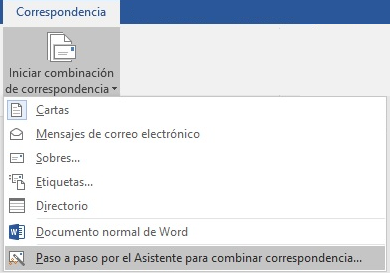 Correspondencia
Iniciar combinación
de correspondencia
Cartas
Mensajes de correo electrónico
Sobres...
Etiquetas...
Directorio
Documento normal de Word
Paso a paso por el Asistente para combinar correspondencia...